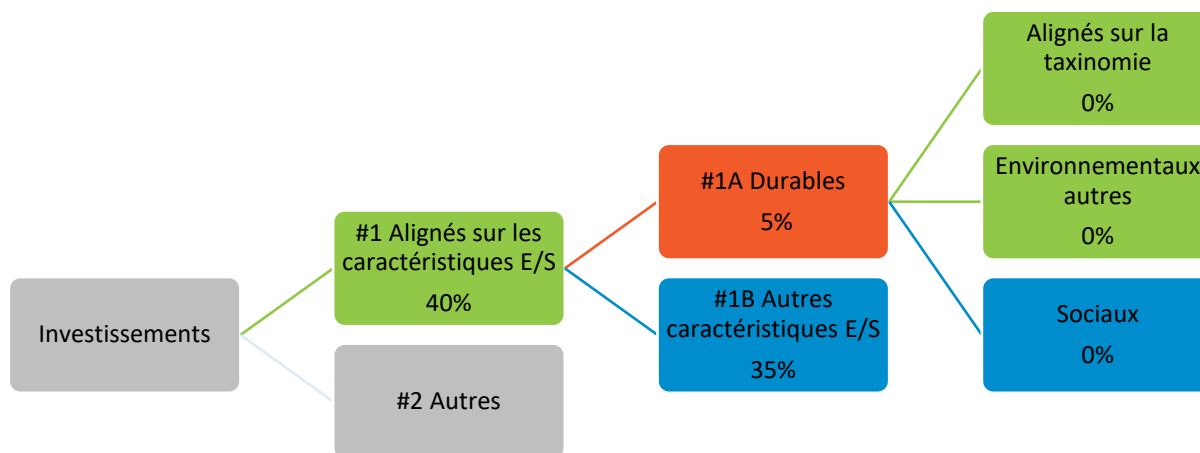 Investissements
#1 Alignés sur les
caractéristiques E/S
40%
#2 Autres
#1A Durables
5%
#1B Autres
caractéristiques E/S
35%
Alignés sur la
taxinomie
0%
Environnementaux
autres
0%
Sociaux
0%